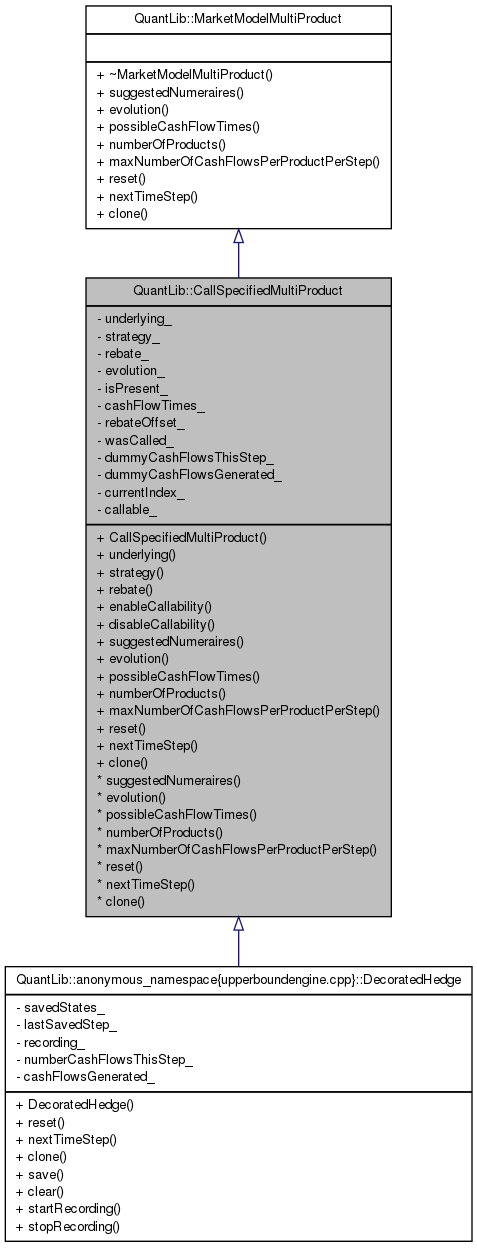 QuantLib::MarketModelMultiProduct
+ ~MarketModelMultiProduct()
+ suggestedNumeraires()
+ evolution()
+ possibleCashFlowTimes()
+ numberOfProducts()
+ maxNumberOfCashFlowsPerProductPerStep()
+ reset()
+ nextTimeStep()
+ clone()
QuantLib::CallSpecifiedMultiProduct
- underlying_
- strategy_
- rebate_
- evolution_
- isPresent_
- cashFlowTimes_
- rebateOffset_
- wasCalled_
- dummyCashFlowsThisStep_
- dummyCashFlowsGenerated_
- currentIndex_
- callable_
+ CallSpecifiedMultiProduct()
+ underlying()
+ strategy()
+ rebate()
+ enableCallability()
+ disableCallability()
+ suggestedNumeraires()
+ evolution()
+ possibleCashFlowTimes()
+ numberOfProducts()
+ maxNumberOfCashFlowsPerProductPerStep()
+ reset()
+ nextTimeStep()
+ clone()
* suggestedNumeraires()
* evolution()
* possibleCashFlowTimes()
* numberOfProducts()
* maxNumberOfCashFlowsPerProductPerStep()
* reset()
* nextTimeStep()
* clone()
QuantLib::anonymous_namespace{upperboundengine.cpp}::DecoratedHedge
- savedStates_
- lastSavedStep_
- recording_
- numberCashFlowsThisStep_
- cashFlowsGenerated_
+ DecoratedHedge()
+ reset()
+ nextTimeStep()
+ clone()
+ save()
+ clear()
+ startRecording()
+ stopRecording()